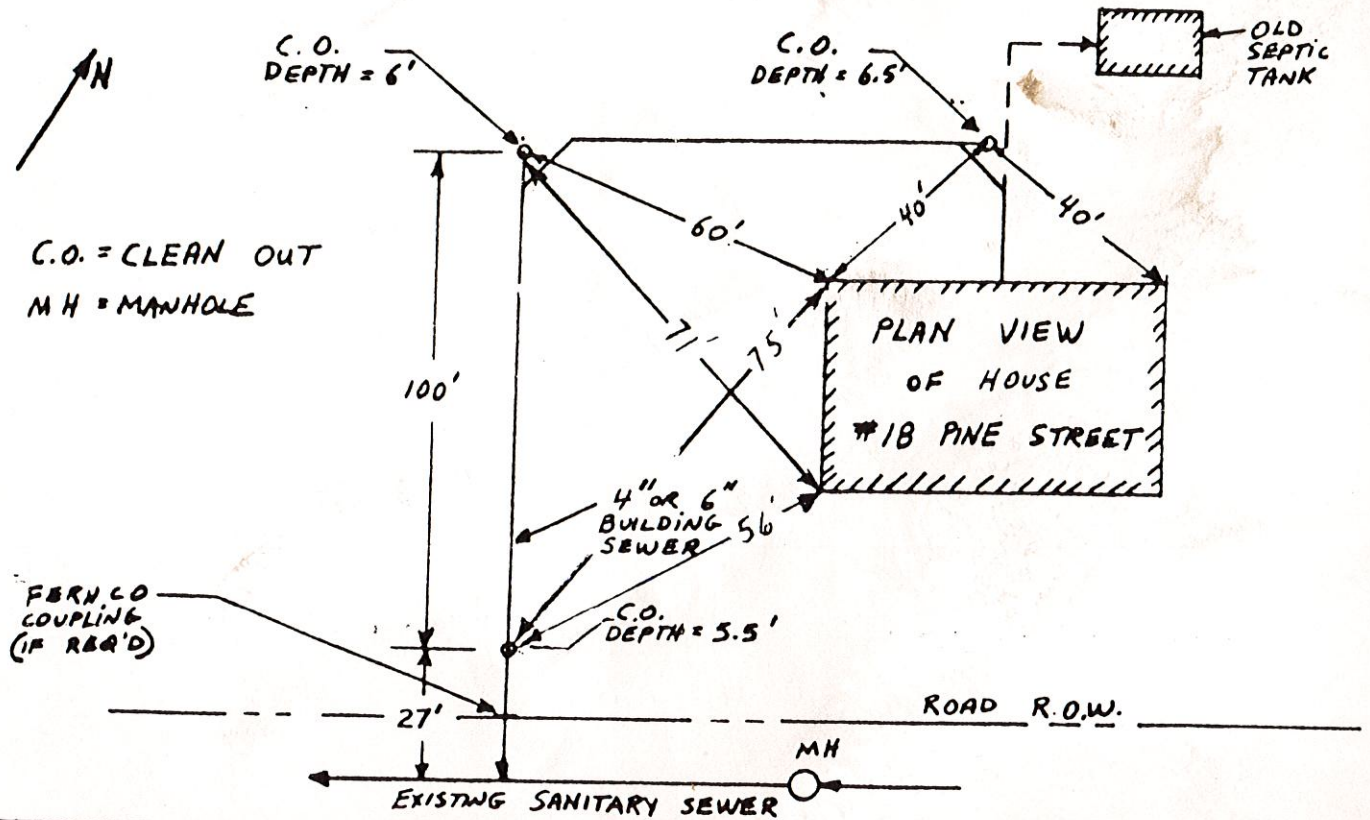 N
C.O.
DEPTH = 6'
C.O.
DEPTH = 6.5'
OLD
SEPTIC
TANK
C.O. = CLEAN OUT
MH = MANHOLE
60'
40'
40'
71'
75'
100'
PLAN VIEW
OF HOUSE
#18 PINE STREET
4" OR 6"
BUILDING
SEWER
56'
FERNCO
COUPLING
(IF REQ'D)
C.O.
DEPTH = 5.5'
27'
ROAD R.O.W.
MH
EXISTING SANITARY SEWER